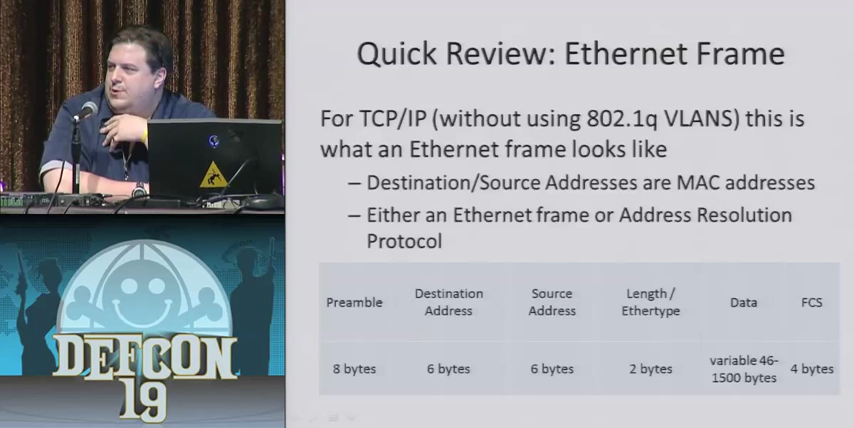 Quick Review: Ethernet Frame
For TCP/IP (without using 802.1q VLANS) this is
what an Ethernet frame looks like
– Destination/Source Addresses are MAC addresses
– Either an Ethernet frame or Address Resolution
Protocol
Preamble
Destination
Address
Source
Address
Length /
Ethertype
Data
FCS
8 bytes
6 bytes
6 bytes
2 bytes
variable 46-
1500 bytes
4 bytes
DEFCON
19